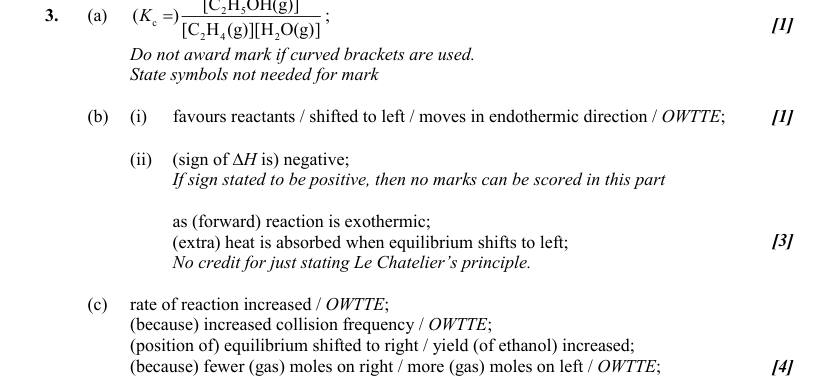 3. (a) (Kc =) [C2H5OH(g)] / [C2H4(g)][H2O(g)] ; [1]
Do not award mark if curved brackets are used.
State symbols not needed for mark
(b) (i) favours reactants / shifted to left / moves in endothermic direction / OWTTE; [1]
(ii) (sign of ΔH is) negative;
If sign stated to be positive, then no marks can be scored in this part
as (forward) reaction is exothermic;
(extra) heat is absorbed when equilibrium shifts to left; [3]
No credit for just stating Le Chatelier’s principle.
(c) rate of reaction increased / OWTTE;
(because) increased collision frequency / OWTTE;
(position of) equilibrium shifted to right / yield (of ethanol) increased;
(because) fewer (gas) moles on right / more (gas) moles on left / OWTTE; [4]